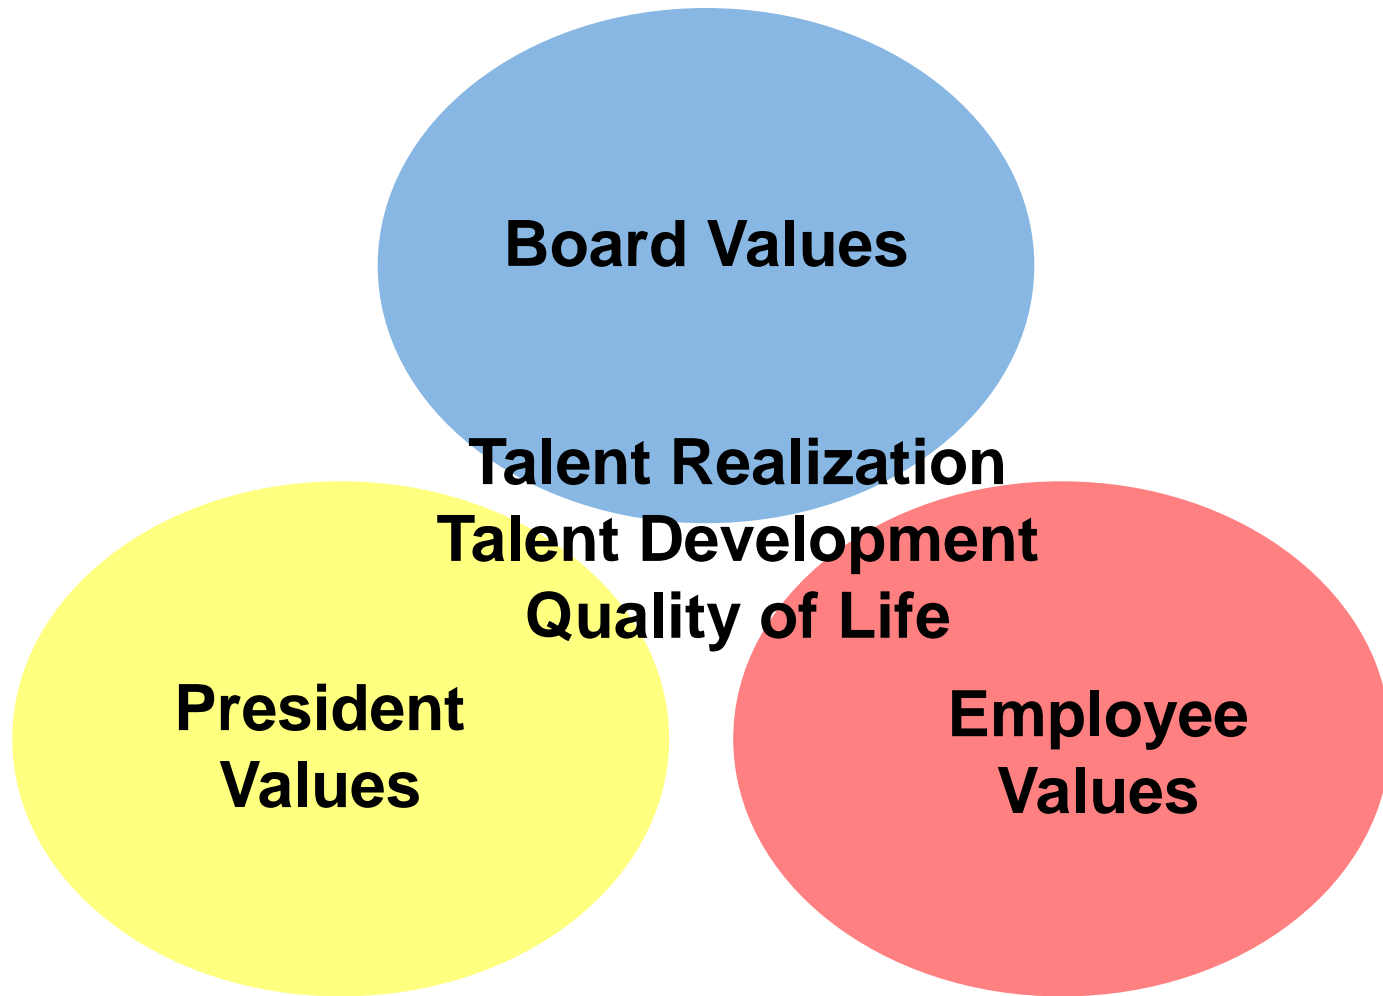 Board Values
Talent Realization
Talent Development
Quality of Life
President
Values
Employee
Values